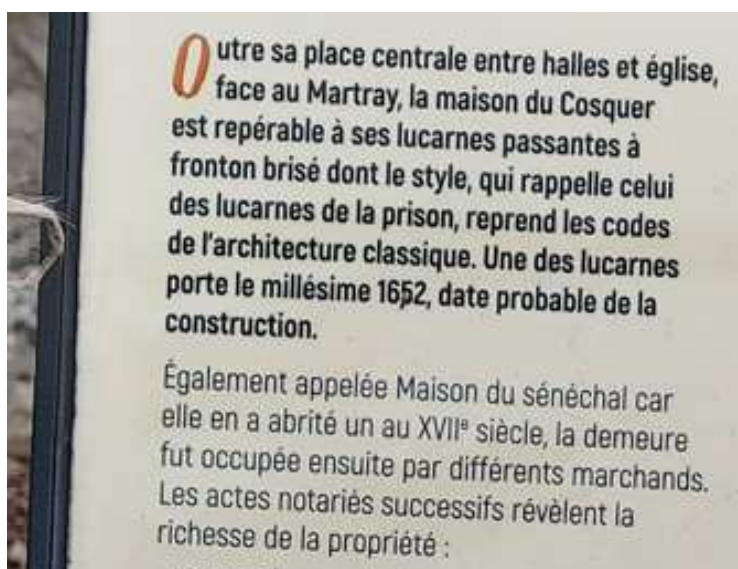 Outre sa place centrale entre halles et église,
face au Martray, la maison du Cosquer
est repérable à ses lucarnes passantes à
fronton brisé dont le style, qui rappelle celui
des lucarnes de la prison, reprend les codes
de l'architecture classique. Une des lucarnes
porte le millésime 1652, date probable de la
construction.
Également appelée Maison du sénéchal car
elle en a abrité un au XVIIᵉ siècle, la demeure
fut occupée ensuite par différents marchands.
Les actes notariés successifs révèlent la
richesse de la propriété :